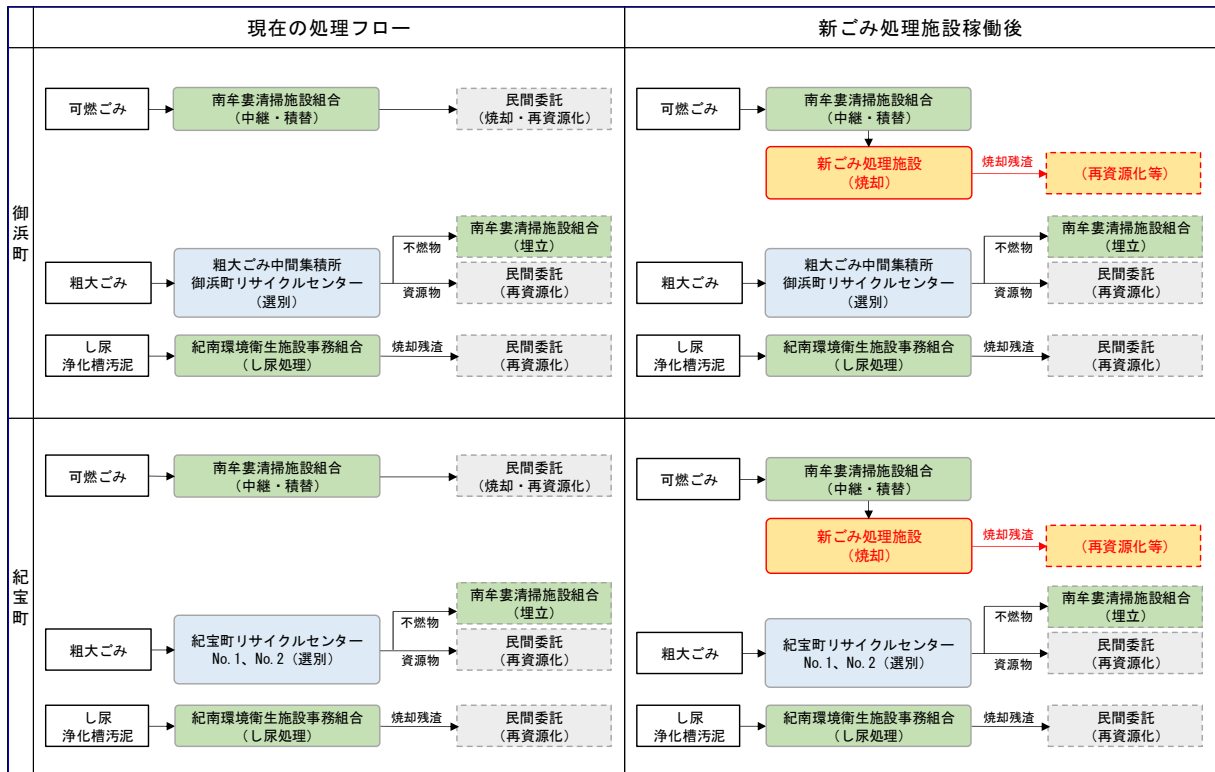 現在の処理フロー
新ごみ処理施設稼働後
御浜町
可燃ごみ
南牟婁清掃施設組合
(中継・積替)
民間委託
(焼却・再資源化)
粗大ごみ
粗大ごみ中間集積所
御浜町リサイクルセンター
(選別)
不燃物
資源物
南牟婁清掃施設組合
(埋立)
民間委託
(再資源化)
し尿
浄化槽汚泥
紀南環境衛生施設事務組合
(し尿処理)
焼却残渣
民間委託
(再資源化)
可燃ごみ
南牟婁清掃施設組合
(中継・積替)
新ごみ処理施設
(焼却)
焼却残渣
(再資源化等)
粗大ごみ
粗大ごみ中間集積所
御浜町リサイクルセンター
(選別)
不燃物
資源物
南牟婁清掃施設組合
(埋立)
民間委託
(再資源化)
し尿
浄化槽汚泥
紀南環境衛生施設事務組合
(し尿処理)
焼却残渣
民間委託
(再資源化)
紀宝町
可燃ごみ
南牟婁清掃施設組合
(中継・積替)
民間委託
(焼却・再資源化)
粗大ごみ
紀宝町リサイクルセンター
No.1、No.2(選別)
不燃物
資源物
南牟婁清掃施設組合
(埋立)
民間委託
(再資源化)
し尿
浄化槽汚泥
紀南環境衛生施設事務組合
(し尿処理)
焼却残渣
民間委託
(再資源化)
可燃ごみ
南牟婁清掃施設組合
(中継・積替)
新ごみ処理施設
(焼却)
焼却残渣
(再資源化等)
粗大ごみ
紀宝町リサイクルセンター
No.1、No.2(選別)
不燃物
資源物
南牟婁清掃施設組合
(埋立)
民間委託
(再資源化)
し尿
浄化槽汚泥
紀南環境衛生施設事務組合
(し尿処理)
焼却残渣
民間委託
(再資源化)